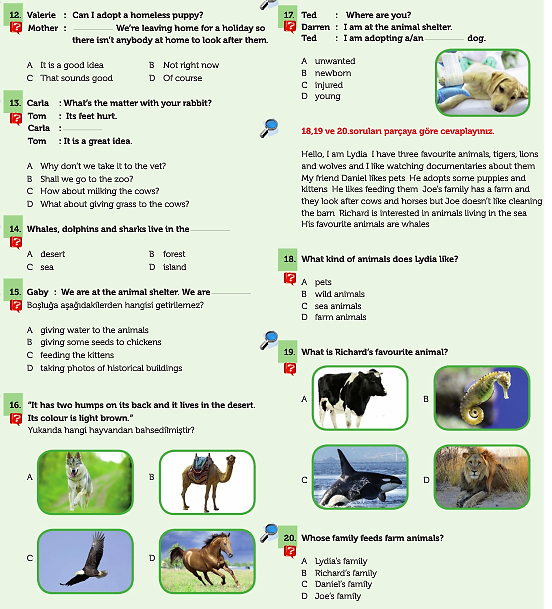 12. Valerie : Can I adopt a homeless puppy?
Mother : ________ We're leaving home for a holiday so
there isn't anybody at home to look after them.
A It is a good idea B Not right now
C That sounds good D Of course
13. Carla : What's the matter with your rabbit?
Tom : Its feet hurt.
Carla : ________
Tom : It is a great idea.
A Why don't we take it to the vet?
B Shall we go to the zoo?
C How about milking the cows?
D What about giving grass to the cows?
14. Whales, dolphins and sharks live in the ________
A desert B forest
C sea D island
15. Gaby : We are at the animal shelter. We are ________
Boşluğa aşağıdakilerden hangisi getirilemez?
A giving water to the animals
B giving some seeds to chickens
C feeding the kittens
D taking photos of historical buildings
16. "It has two humps on its back and it lives in the desert.
Its colour is light brown."
Yukarıda hangi hayvandan bahsedilmiştir?
A B
C D
17. Ted : Where are you?
Darren : I am at the animal shelter.
Ted : I am adopting a/an ________ dog.
A unwanted
B newborn
C injured
D young
18,19 ve 20.soruları parçaya göre cevaplayınız.
Hello, I am Lydia I have three favourite animals, tigers, lions
and wolves and I like watching documentaries about them
My friend Daniel likes pets He adopts some puppies and
kittens He likes feeding them Joe's family has a farm and
they look after cows and horses but Joe doesn't like cleaning
the barn Richard is interested in animals living in the sea
His favourite animals are whales
18. What kind of animals does Lydia like?
A pets
B wild animals
C sea animals
D farm animals
19. What is Richard's favourite animal?
A B
C D
20. Whose family feeds farm animals?
A Lydia's family
B Richard's family
C Daniel's family
D Joe's family